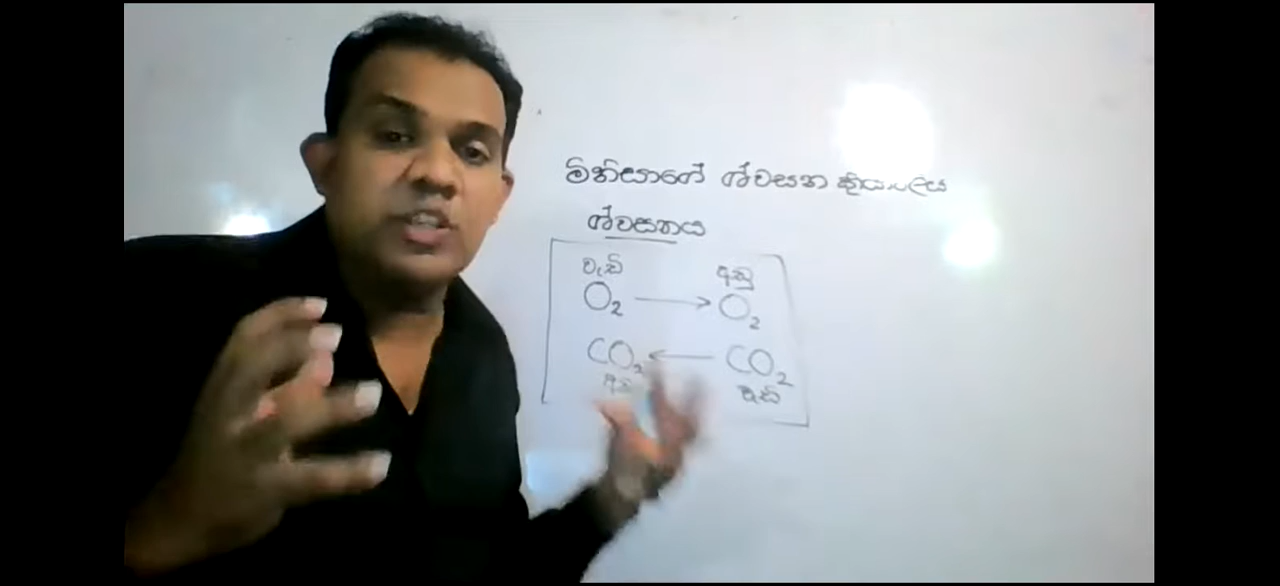 මිනිසාගේ ශ්වසන ක්‍රියාවලිය
ශ්වසනය
වැඩි අඩු
O₂ → O₂
CO₂ ← CO₂
වැඩි